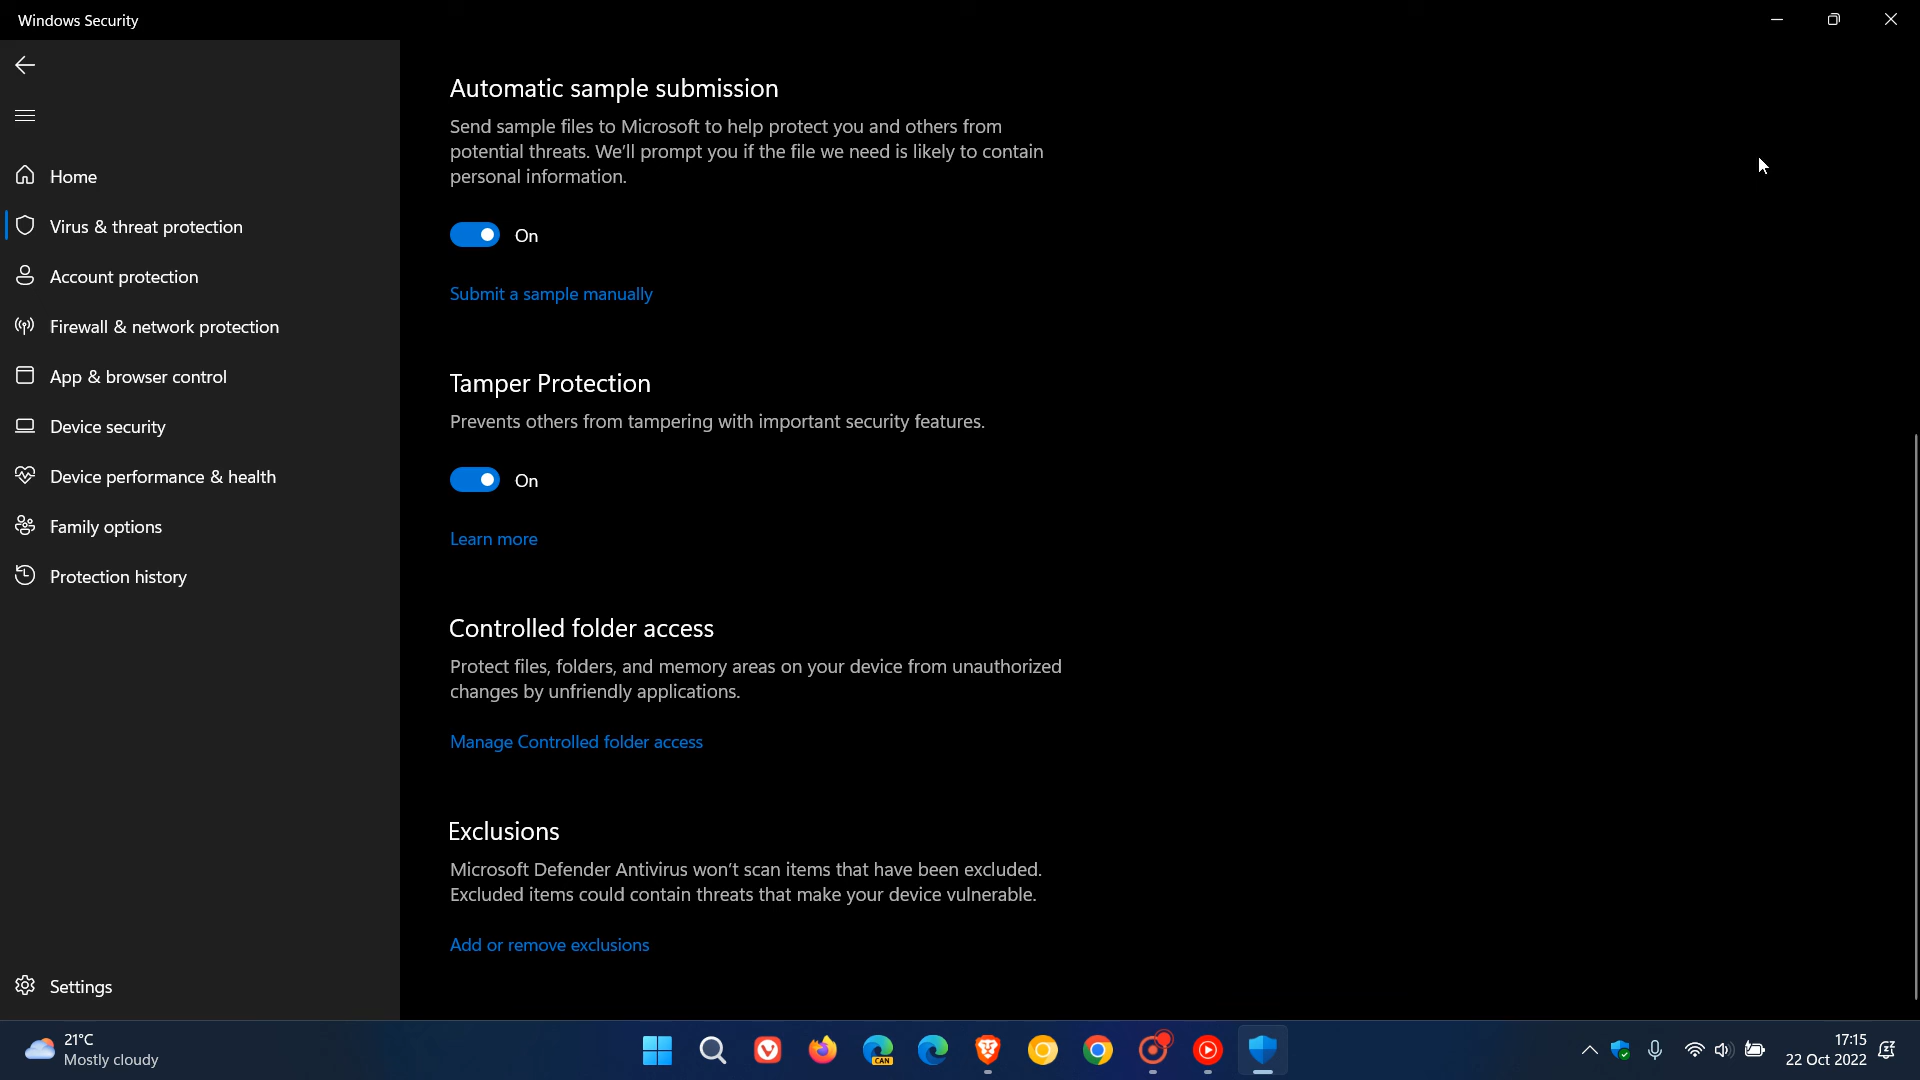 Windows Security
Home
Virus & threat protection
Account protection
Firewall & network protection
App & browser control
Device security
Device performance & health
Family options
Protection history
Settings
Automatic sample submission
Send sample files to Microsoft to help protect you and others from
potential threats. We'll prompt you if the file we need is likely to contain
personal information.
On
Submit a sample manually
Tamper Protection
Prevents others from tampering with important security features.
On
Learn more
Controlled folder access
Protect files, folders, and memory areas on your device from unauthorized
changes by unfriendly applications.
Manage Controlled folder access
Exclusions
Microsoft Defender Antivirus won't scan items that have been excluded.
Excluded items could contain threats that make your device vulnerable.
Add or remove exclusions
21°C
Mostly cloudy
CAN
17:15
22 Oct 2022